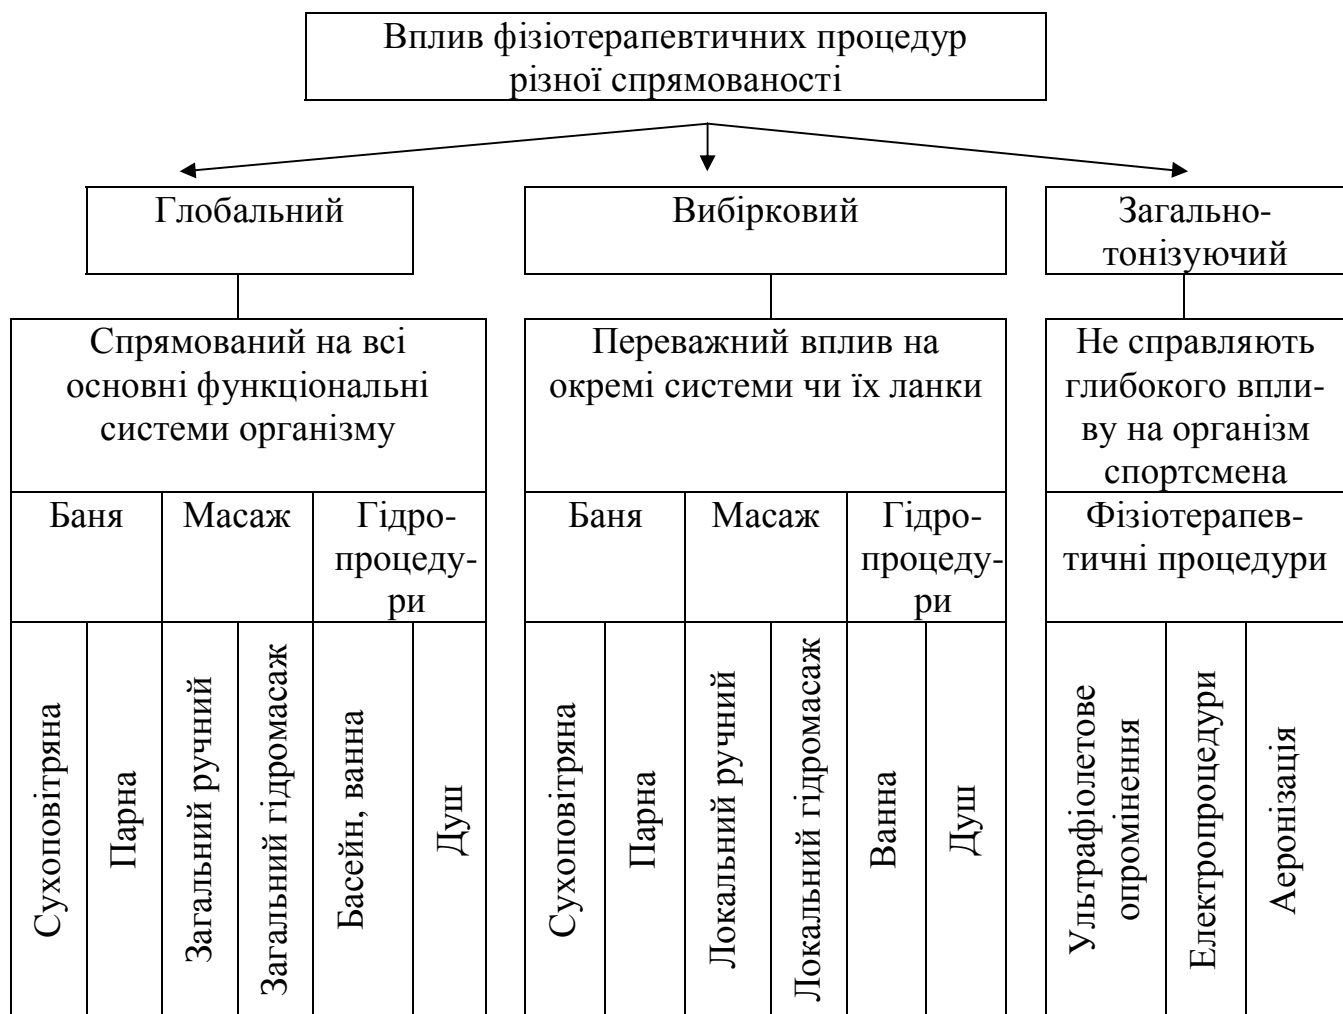 Вплив фізіотерапевтичних процедур
різної спрямованості
Глобальний
Вибірковий
Загально-
тонізуючий
Спрямований на всі
основні функціональні
системи організму
Переважний вплив на
окремі системи чи їх ланки
Не справляють
глибокого впли-
ву на організм
спортсмена
Баня
Масаж
Гідро-
процеду-
ри
Баня
Масаж
Гідро-
процеду-
ри
Фізіотерапев-
тичні процедури
Суховітряна
Парна
Загальний ручний
Загальний гідромасаж
Басейн, ванна
Душ
Суховітряна
Парна
Локальний ручний
Локальний гідромасаж
Ванна
Душ
Ультрафіолетове
опромінення
Електропроцедури
Аеронізація